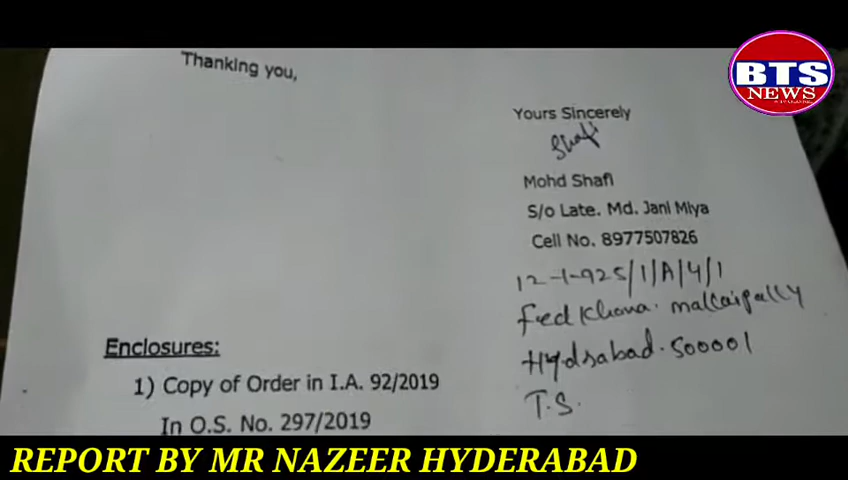 Thanking you,
BTS
NEWS
Yours Sincerely
Shafi
Mohd Shafi
S/o Late. Md. Jani Miya
Cell No. 8977507826
12-1-925/1/A/4/1
feed Khana. mallaipally
Hydsabad. 500001
T.S.
Enclosures:
1) Copy of Order in I.A. 92/2019
In O.S. No. 297/2019
REPORT BY MR NAZEER HYDERABAD